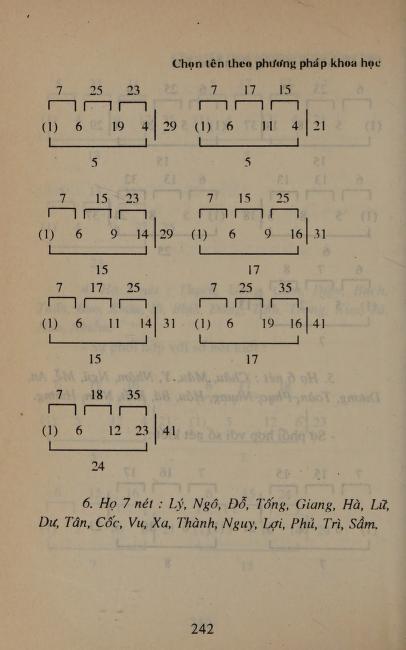 Chọn tên theo phương pháp khoa học
7 25 23 7 17 15
(1) 6 19 4 29 (1) 6 11 4 21
5 5
7 15 23 7 15 25
(1) 6 9 14 29 (1) 6 9 16 31
15 17
7 17 25 7 25 35
(1) 6 11 14 31 (1) 6 19 16 41
15 17
7 18 35
(1) 6 12 23 41
24
6. Họ 7 nét : Lý, Ngô, Đỗ, Tống, Giang, Hà, Lữ,
Dư, Tân, Cốc, Vu, Xa, Thành, Nguy, Lợi, Phủ, Trì, Sầm.
242